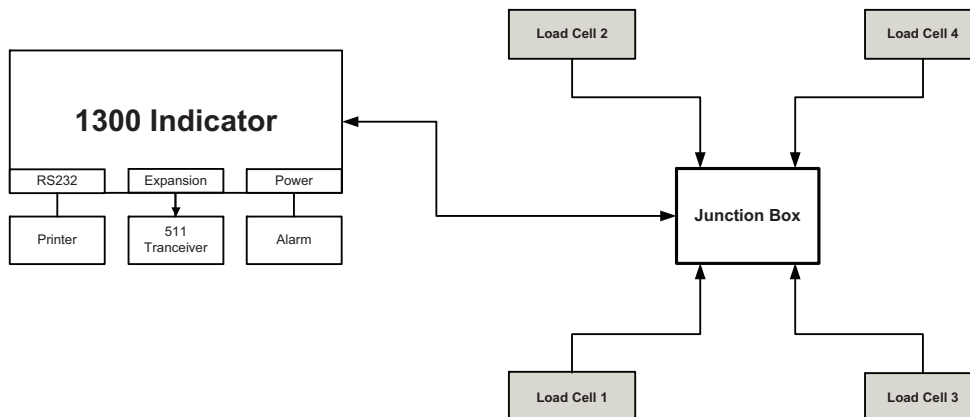 Load Cell 2
Load Cell 4
1300 Indicator
RS232
Expansion
Power
Printer
511
Tranceiver
Alarm
Junction Box
Load Cell 1
Load Cell 3